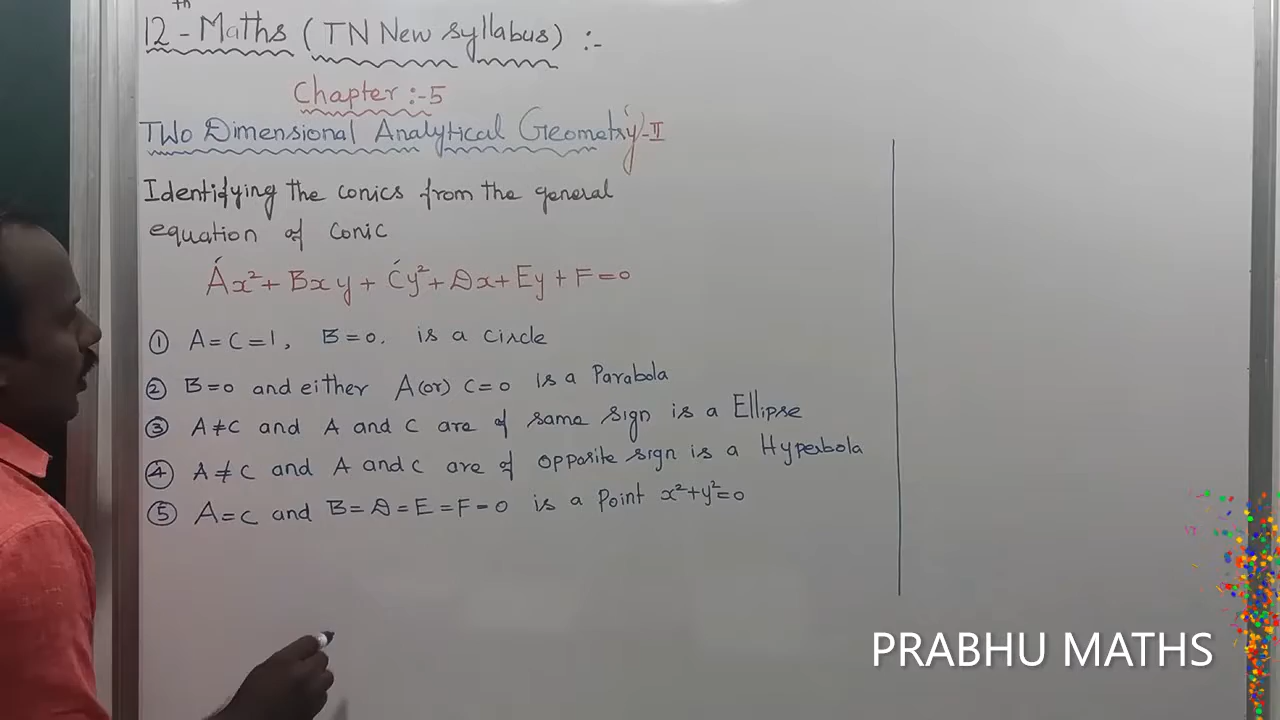 12th - Maths (TN New syllabus) :-
Chapter :-5
Two Dimensional Analytical Geometry-II
Identifying the conics from the general
equation of conic
Ax²+ Bxy + Cy²+ Dx+ Ey + F=0
① A=C=1, B=0. is a circle
② B=0 and either A(or) C=0 is a Parabola
③ A≠C and A and C are of same sign is a Ellipse
④ A≠C and A and C are of opposite sign is a Hyperbola
⑤ A=C and B=D=E=F=0 is a Point x²+y²=0
PRABHU MATHS